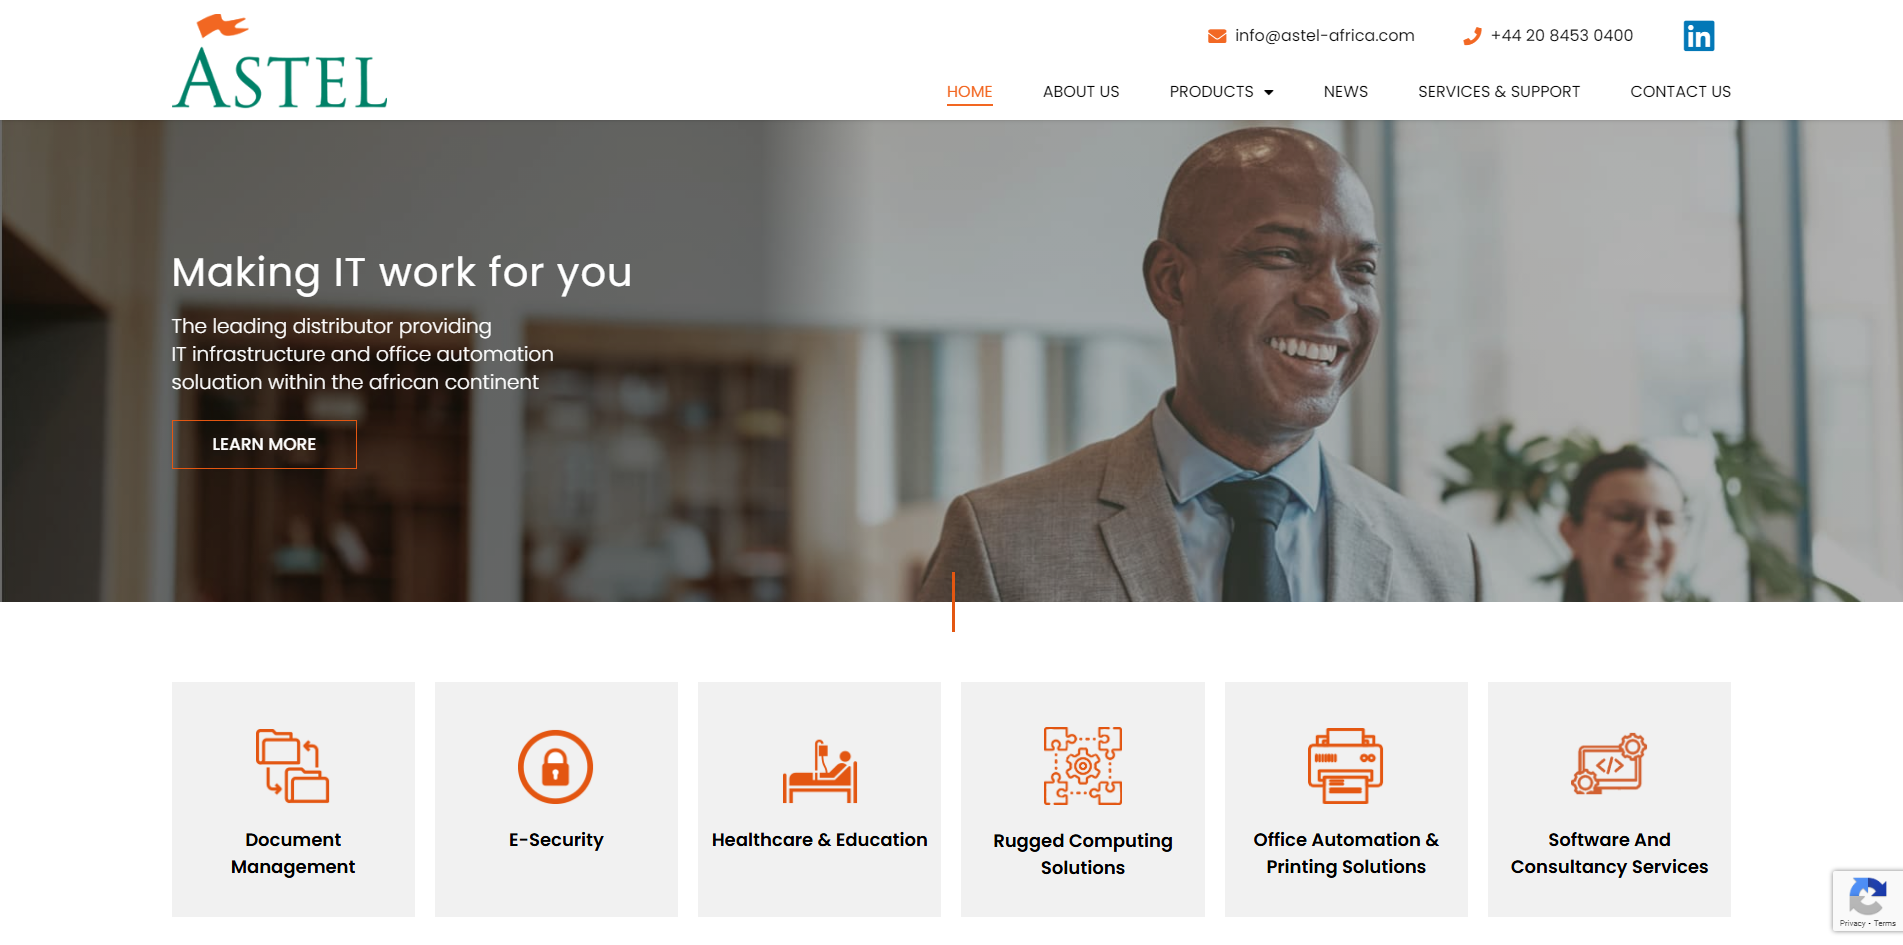 ASTEL
info@astel-africa.com
+44 20 8453 0400
in
HOME
ABOUT US
PRODUCTS
NEWS
SERVICES & SUPPORT
CONTACT US
Making IT work for you
The leading distributor providing
IT infrastructure and office automation
soluation within the african continent
LEARN MORE
Document
Management
E-Security
Healthcare & Education
Rugged Computing
Solutions
Office Automation &
Printing Solutions
</>
Software And
Consultancy Services
Privacy - Terms